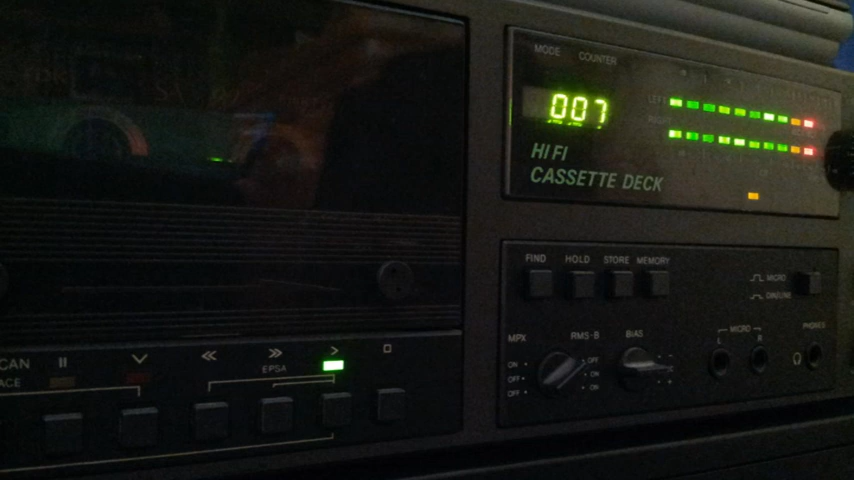 MODE COUNTER
007
LEFT
RIGHT
HI FI
CASSETTE DECK
FIND HOLD STORE MEMORY
MICRO
DIN/LINE
MPX RMS-B BIAS MICRO PHONES
L R
ON OFF
OFF ON
OFF ON
CAN
ACE
EPSA